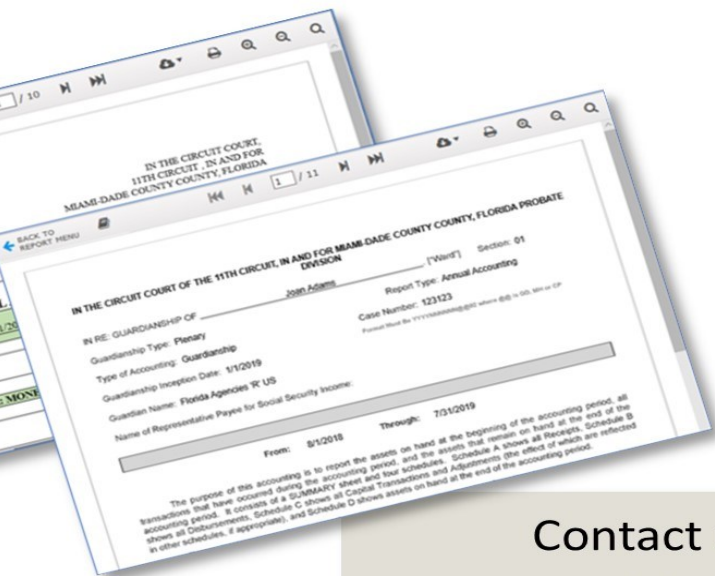 / 10
IN THE CIRCUIT COURT,
11TH CIRCUIT , IN AND FOR
MIAMI-DADE COUNTY COUNTY, FLORIDA
BACK TO
REPORT MENU
1 / 11
IN THE CIRCUIT COURT OF THE 11TH CIRCUIT, IN AND FOR MIAMI-DADE COUNTY COUNTY, FLORIDA PROBATE
DIVISION
IN RE: GUARDIANSHIP OF Joan Adams , ["Ward"] Section: 01
Guardianship Type: Plenary Report Type: Annual Accounting
Type of Accounting: Guardianship Case Number: 123123
Guardianship Inception Date: 1/1/2019
Guardian Name: Florida Agencies 'R' US
Name of Representative Payee for Social Security Income:
From: 8/1/2018 Through: 7/31/2019
The purpose of this accounting is to report the assets on hand at the beginning of the accounting period, all
transactions that have occurred during the accounting period, and the assets that remain on hand at the end of the
accounting period. It consists of a SUMMARY sheet and four schedules. Schedule A shows all Receipts, Schedule B
shows all Disbursements, Schedule C shows all Capital Transactions and Adjustments (the effect of which are reflected
in other schedules, if appropriate), and Schedule D shows assets on hand at the end of the accounting period.
Contact